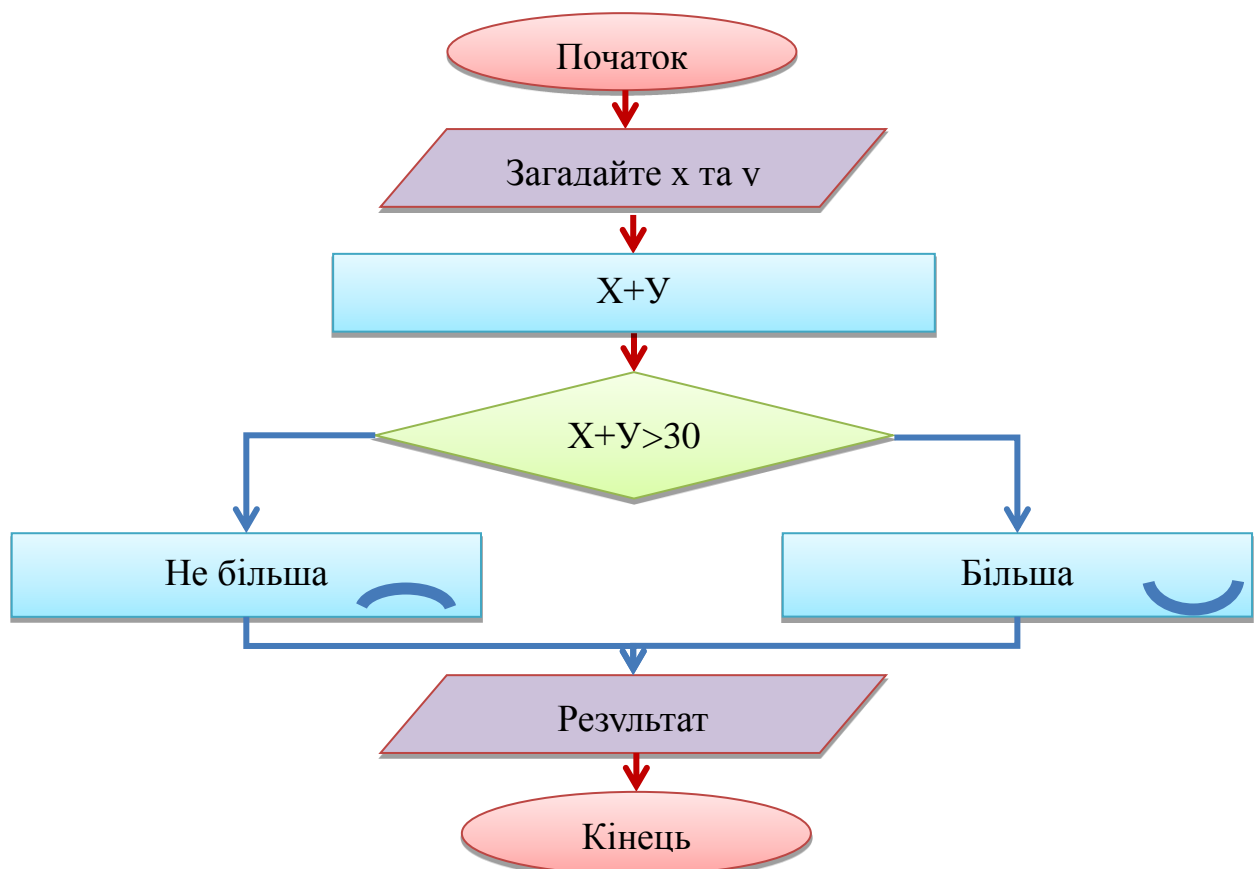 Початок
Загадайте х та у
Х+У
Х+У>30
Не більша
Більша
Результат
Кінець